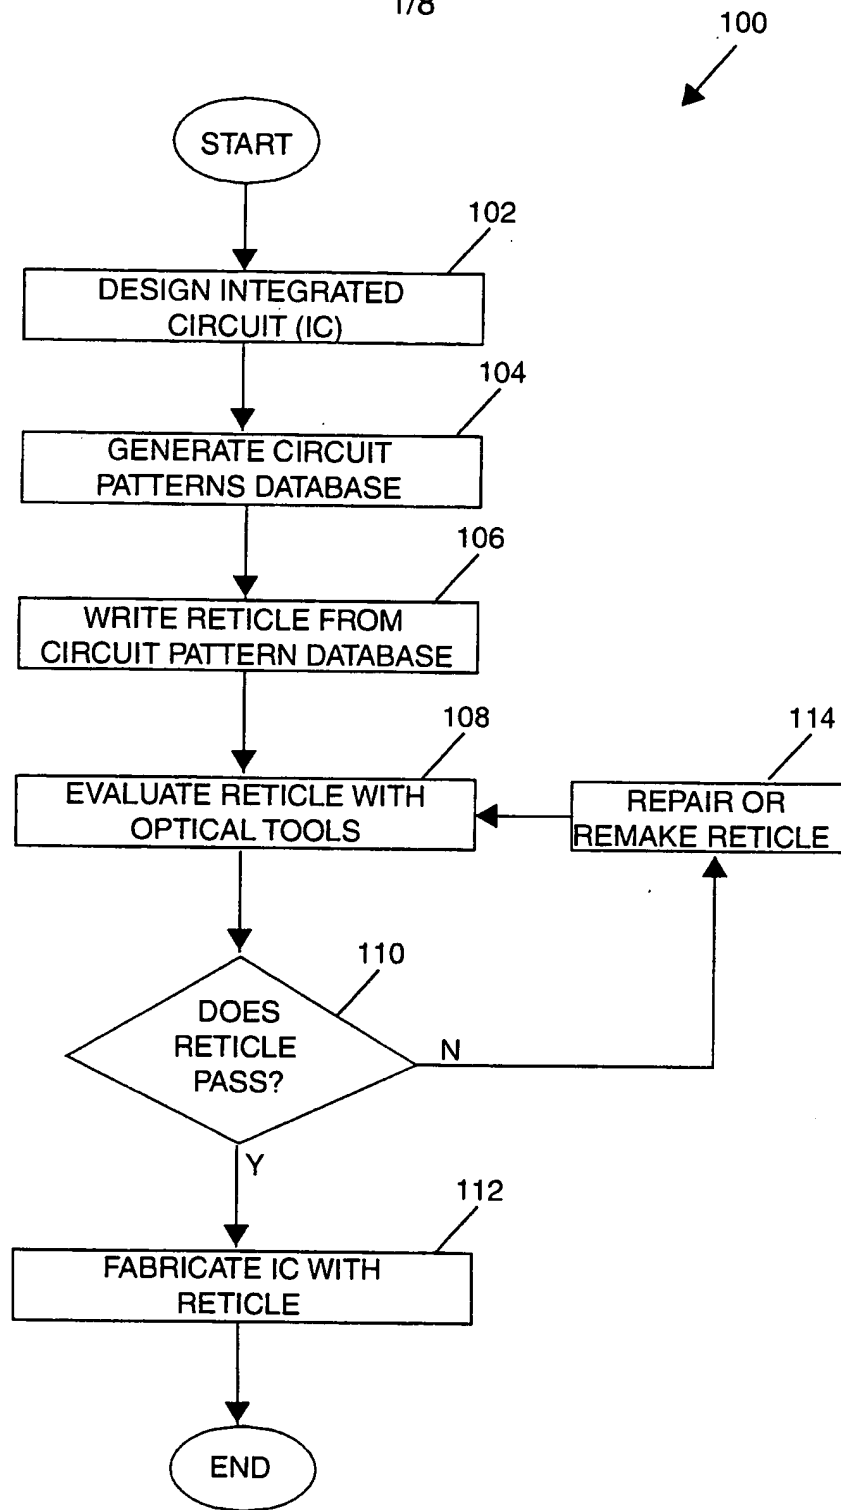 1/8
100
START
102
DESIGN INTEGRATED
CIRCUIT (IC)
104
GENERATE CIRCUIT
PATTERNS DATABASE
106
WRITE RETICLE FROM
CIRCUIT PATTERN DATABASE
108
EVALUATE RETICLE WITH
OPTICAL TOOLS
114
REPAIR OR
REMAKE RETICLE
110
DOES
RETICLE
PASS?
N
Y
112
FABRICATE IC WITH
RETICLE
END